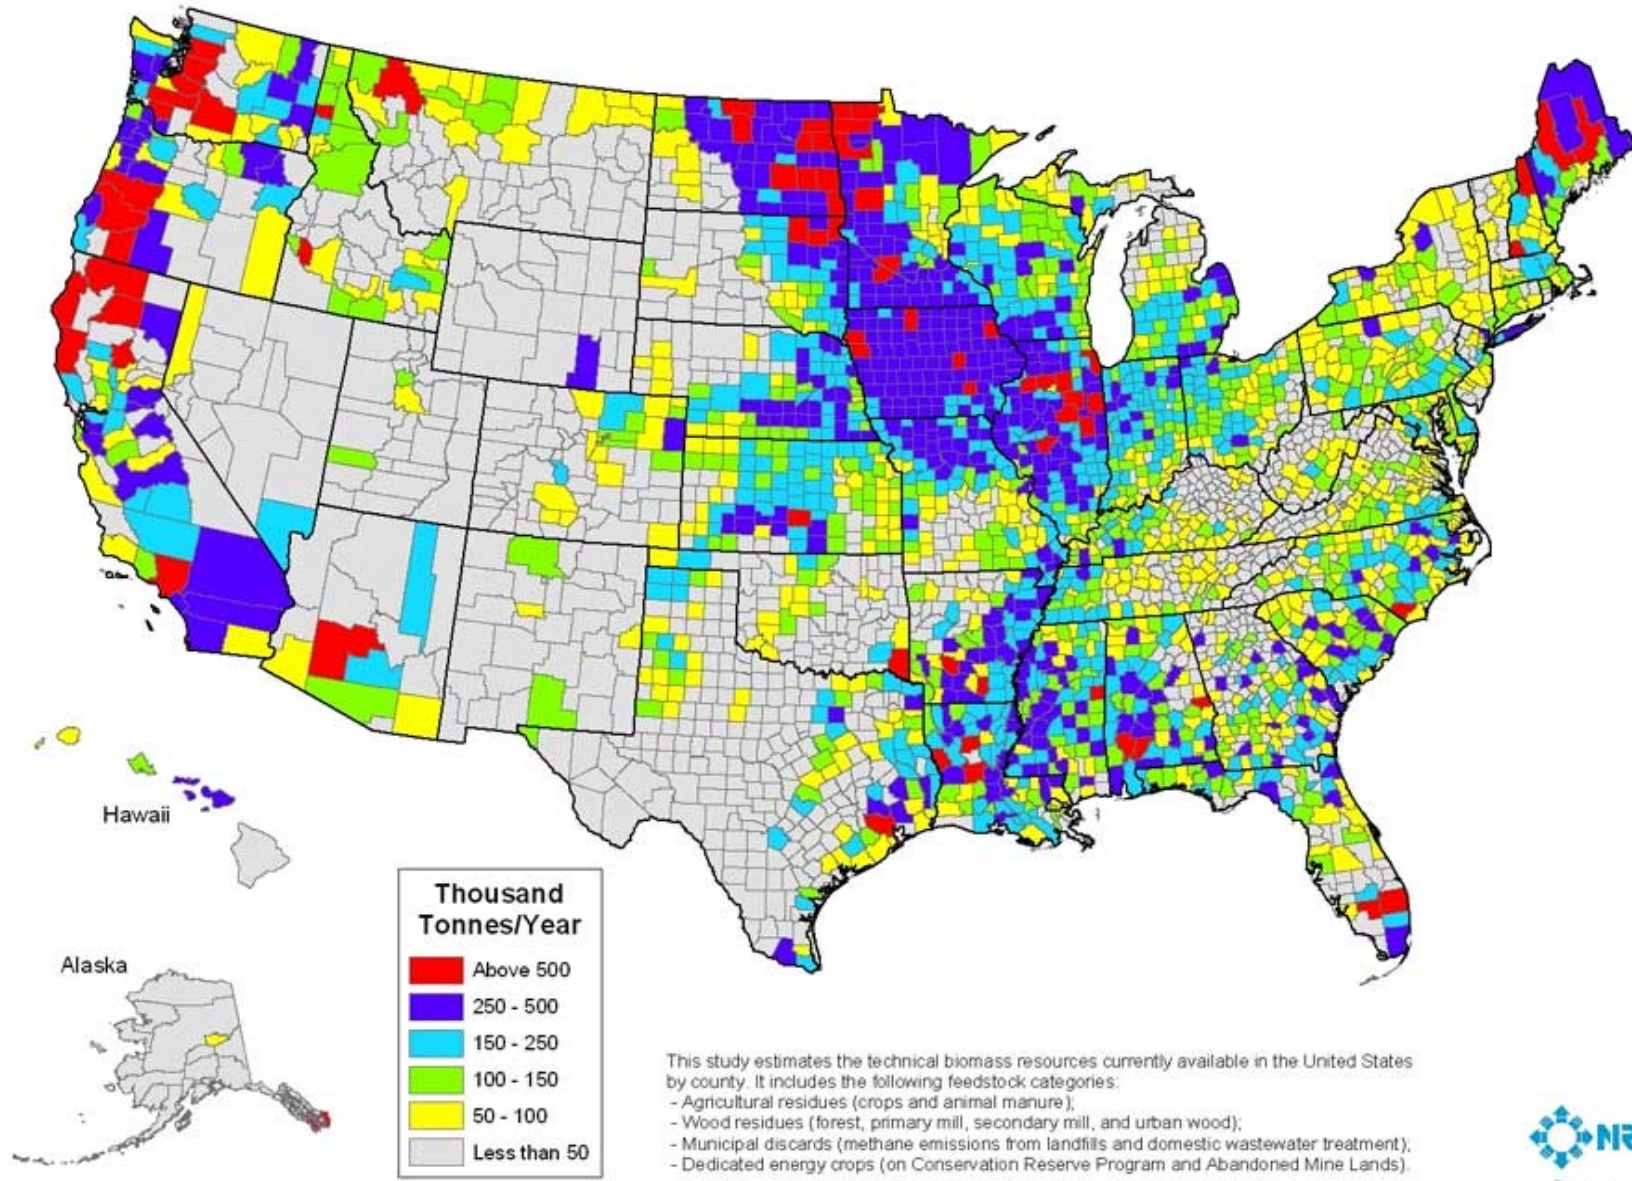 Hawaii
Alaska
Thousand
Tonnes/Year
Above 500
250 - 500
150 - 250
100 - 150
50 - 100
Less than 50
This study estimates the technical biomass resources currently available in the United States
by county. It includes the following feedstock categories:
- Agricultural residues (crops and animal manure);
- Wood residues (forest, primary mill, secondary mill, and urban wood);
- Municipal discards (methane emissions from landfills and domestic wastewater treatment);
- Dedicated energy crops (on Conservation Reserve Program and Abandoned Mine Lands).